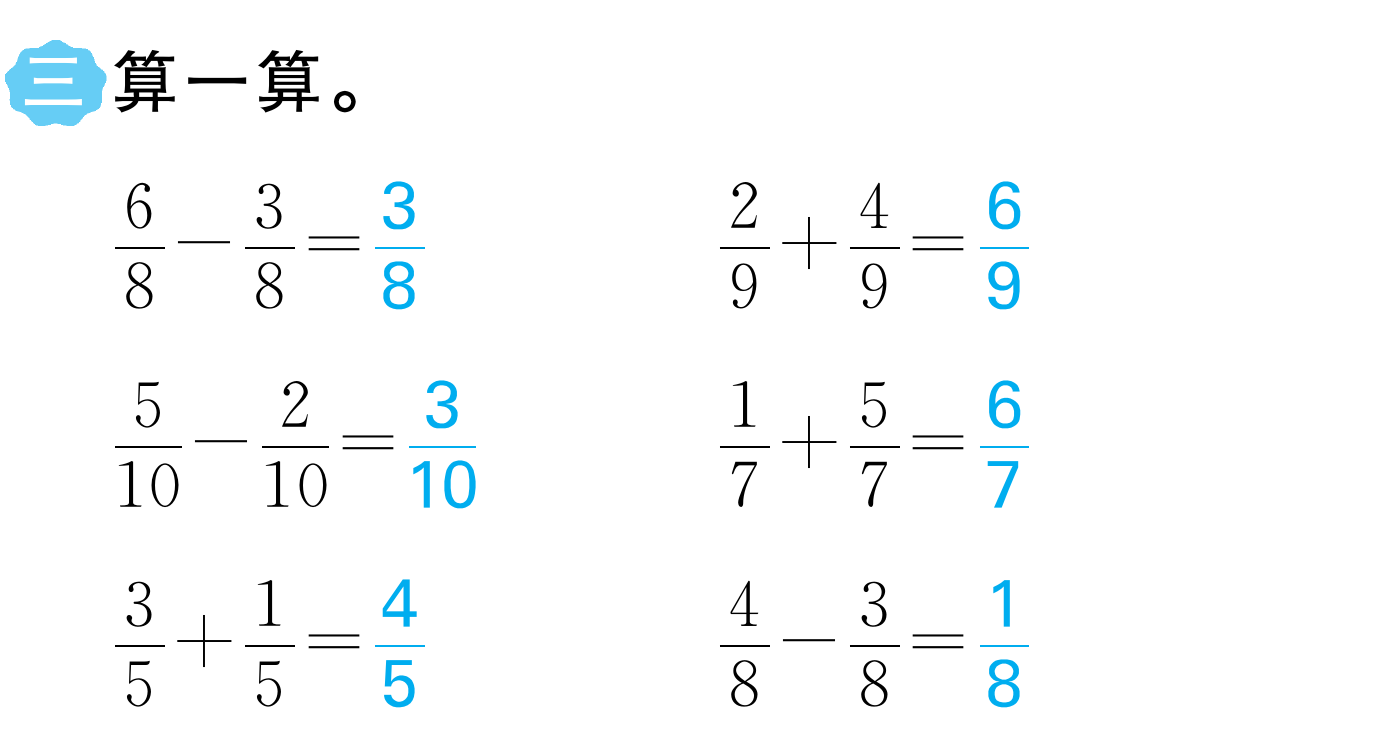 三 算一算。
6/8 − 3/8 = 3/8 2/9 + 4/9 = 6/9
5/10 − 2/10 = 3/10 1/7 + 5/7 = 6/7
3/5 + 1/5 = 4/5 4/8 − 3/8 = 1/8